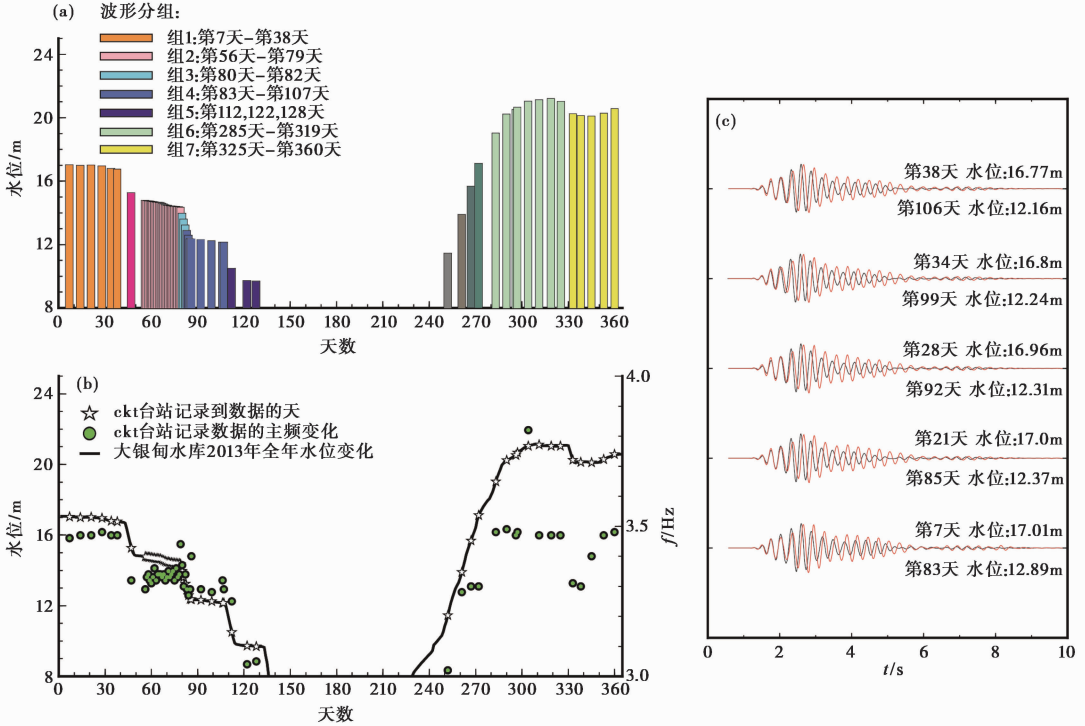 (a) 波形分组:
组1:第7天-第38天
组2:第56天-第79天
组3:第80天-第82天
组4:第83天-第107天
组5:第112,122,128天
组6:第285天-第319天
组7:第325天-第360天
水位/m
24
20
16
12
8
0 30 60 90 120 150 180 210 240 270 300 330 360
天数
(b)
ckt台站记录到数据的天
ckt台站记录数据的主频变化
大银甸水库2013年全年水位变化
水位/m
24
20
16
12
8
4.0
3.5
3.0
f/Hz
0 30 60 90 120 150 180 210 240 270 300 330 360
天数
(c)
第38天 水位:16.77m
第106天 水位:12.16m
第34天 水位:16.8m
第99天 水位:12.24m
第28天 水位:16.96m
第92天 水位:12.31m
第21天 水位:17.0m
第85天 水位:12.37m
第7天 水位:17.01m
第83天 水位:12.89m
0 2 4 6 8 10
t/s